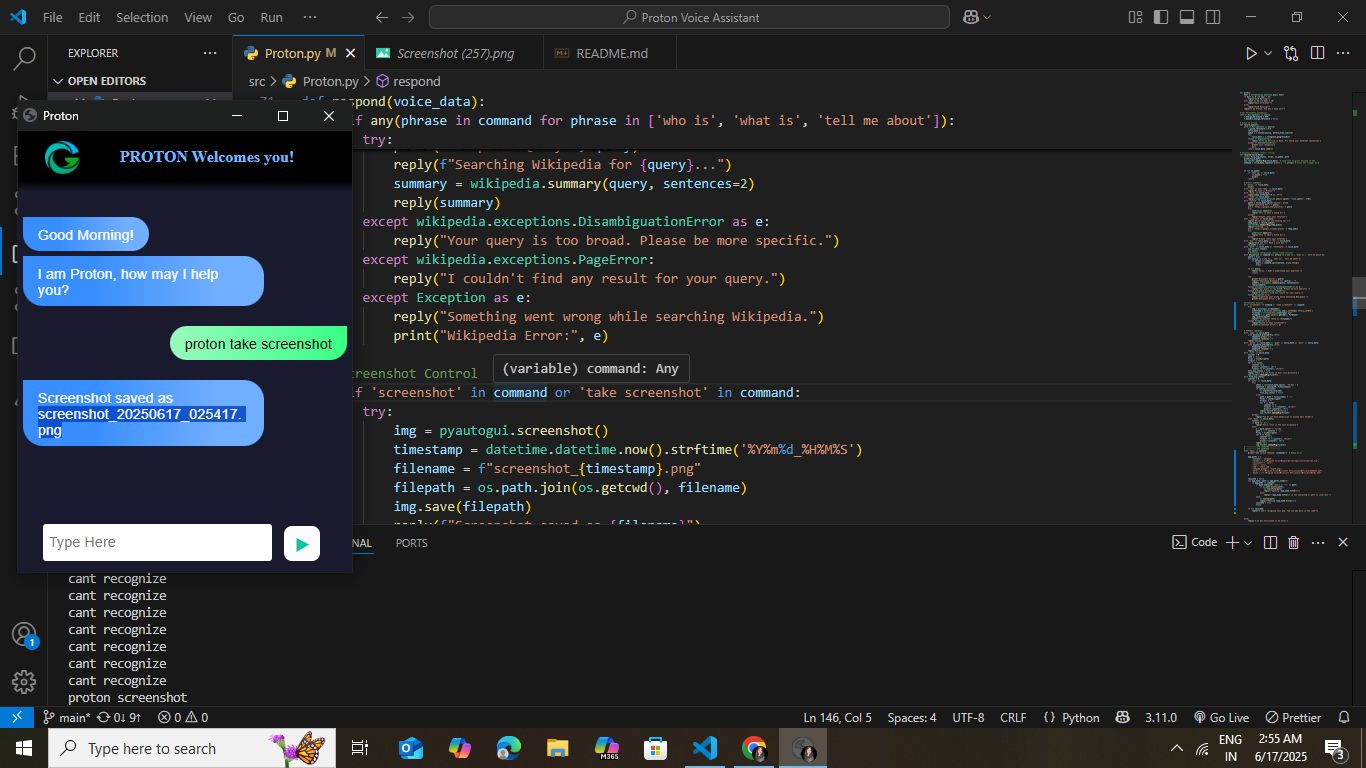 File Edit Selection View Go Run ···
Proton Voice Assistant
EXPLORER ···
OPEN EDITORS
Proton.py M
Screenshot (257).png
README.md
src > Proton.py > respond
71 def respond(voice_data):
if any(phrase in command for phrase in ['who is', 'what is', 'tell me about']):
try:
reply(f"Searching Wikipedia for {query}...")
summary = wikipedia.summary(query, sentences=2)
reply(summary)
except wikipedia.exceptions.DisambiguationError as e:
reply("Your query is too broad. Please be more specific.")
except wikipedia.exceptions.PageError:
reply("I couldn't find any result for your query.")
except Exception as e:
reply("Something went wrong while searching Wikipedia.")
print("Wikipedia Error:", e)
(variable) command: Any
creenshot Control
if 'screenshot' in command or 'take screenshot' in command:
try:
img = pyautogui.screenshot()
timestamp = datetime.datetime.now().strftime('%Y%m%d_%H%M%S')
filename = f"screenshot_{timestamp}.png"
filepath = os.path.join(os.getcwd(), filename)
img.save(filepath)
reply(f"Screenshot saved as {filename}")
Proton
PROTON Welcomes you!
Good Morning!
I am Proton, how may I help
you?
proton take screenshot
Screenshot saved as
screenshot_20250617_025417.
png
Type Here
NAL PORTS
Code
cant recognize
cant recognize
cant recognize
cant recognize
cant recognize
cant recognize
cant recognize
proton screenshot
1
main* 0↓ 9↑ 0 0
Ln 146, Col 5 Spaces: 4 UTF-8 CRLF {} Python 3.11.0 Go Live Prettier
Type here to search
M365
ENG
IN
2:55 AM
6/17/2025
3